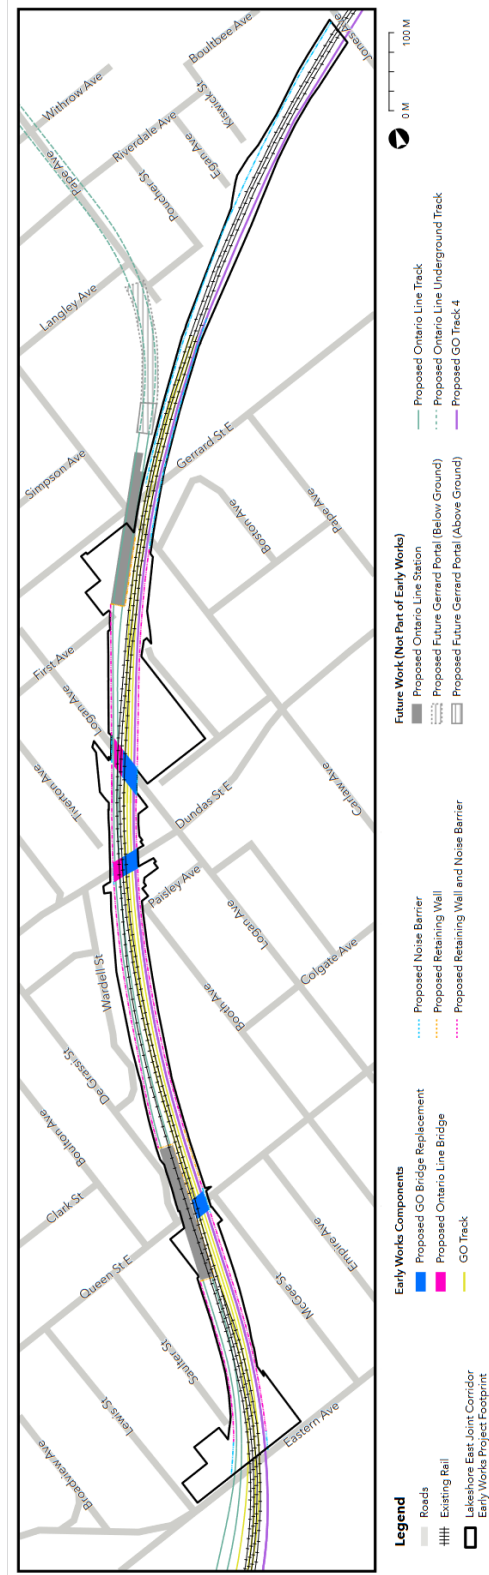 Broadview Ave
Lewis St
Saulter St
Queen St E
Clark St
Boulton Ave
De Grassi St
Wardell St
Tiverton Ave
Logan Ave
First Ave
Simpson Ave
Langley Ave
Pape Ave
Withrow Ave
Riverdale Ave
Poucher St
Egan Ave
Kiswick St
Boultbee Ave
Jones Ave
Eastern Ave
McGee St
Empire Ave
Booth Ave
Logan Ave
Paisley Ave
Colgate Ave
Dundas St E
Carlaw Ave
Boston Ave
Gerrard St E
Pape Ave
0 M
100 M
Legend
Roads
Existing Rail
Lakeshore East Joint Corridor
Early Works Project Footprint
Early Works Components
Proposed GO Bridge Replacement
Proposed Ontario Line Bridge
GO Track
Proposed Noise Barrier
Proposed Retaining Wall
Proposed Retaining Wall and Noise Barrier
Future Work (Not Part of Early Works)
Proposed Ontario Line Station
Proposed Future Gerrard Portal (Below Ground)
Proposed Future Gerrard Portal (Above Ground)
Proposed Ontario Line Track
Proposed Ontario Line Underground Track
Proposed GO Track 4